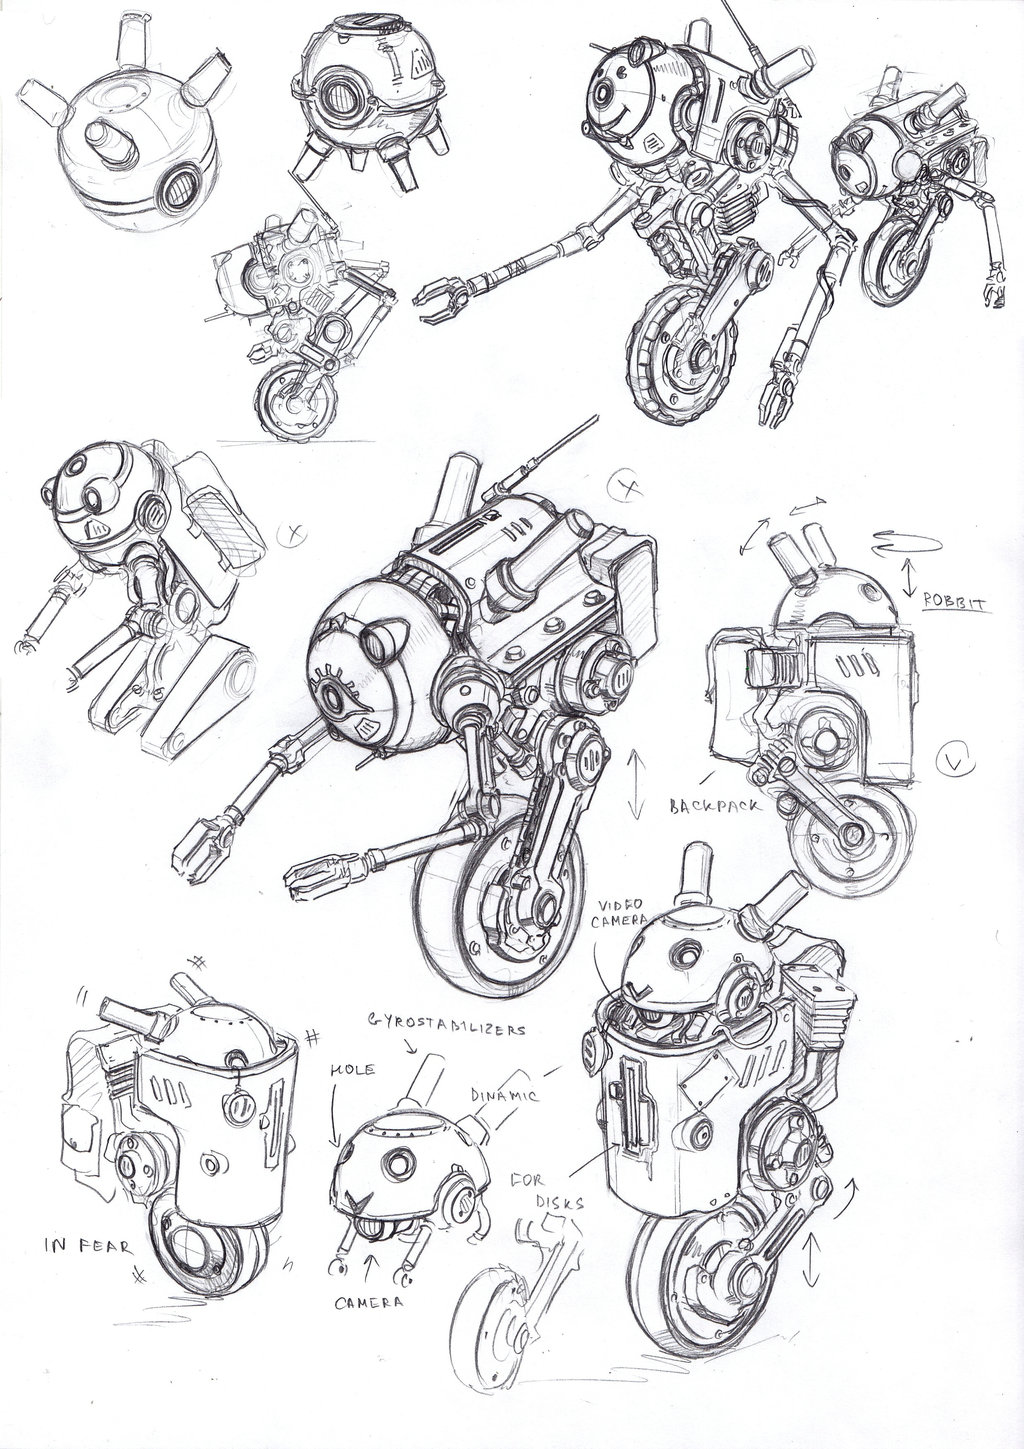 ROBBIT
BACKPACK
VIDEO
CAMERA
GYROSTABILIZERS
HOLE
DINAMIC
FOR
DISKS
IN FEAR
CAMERA